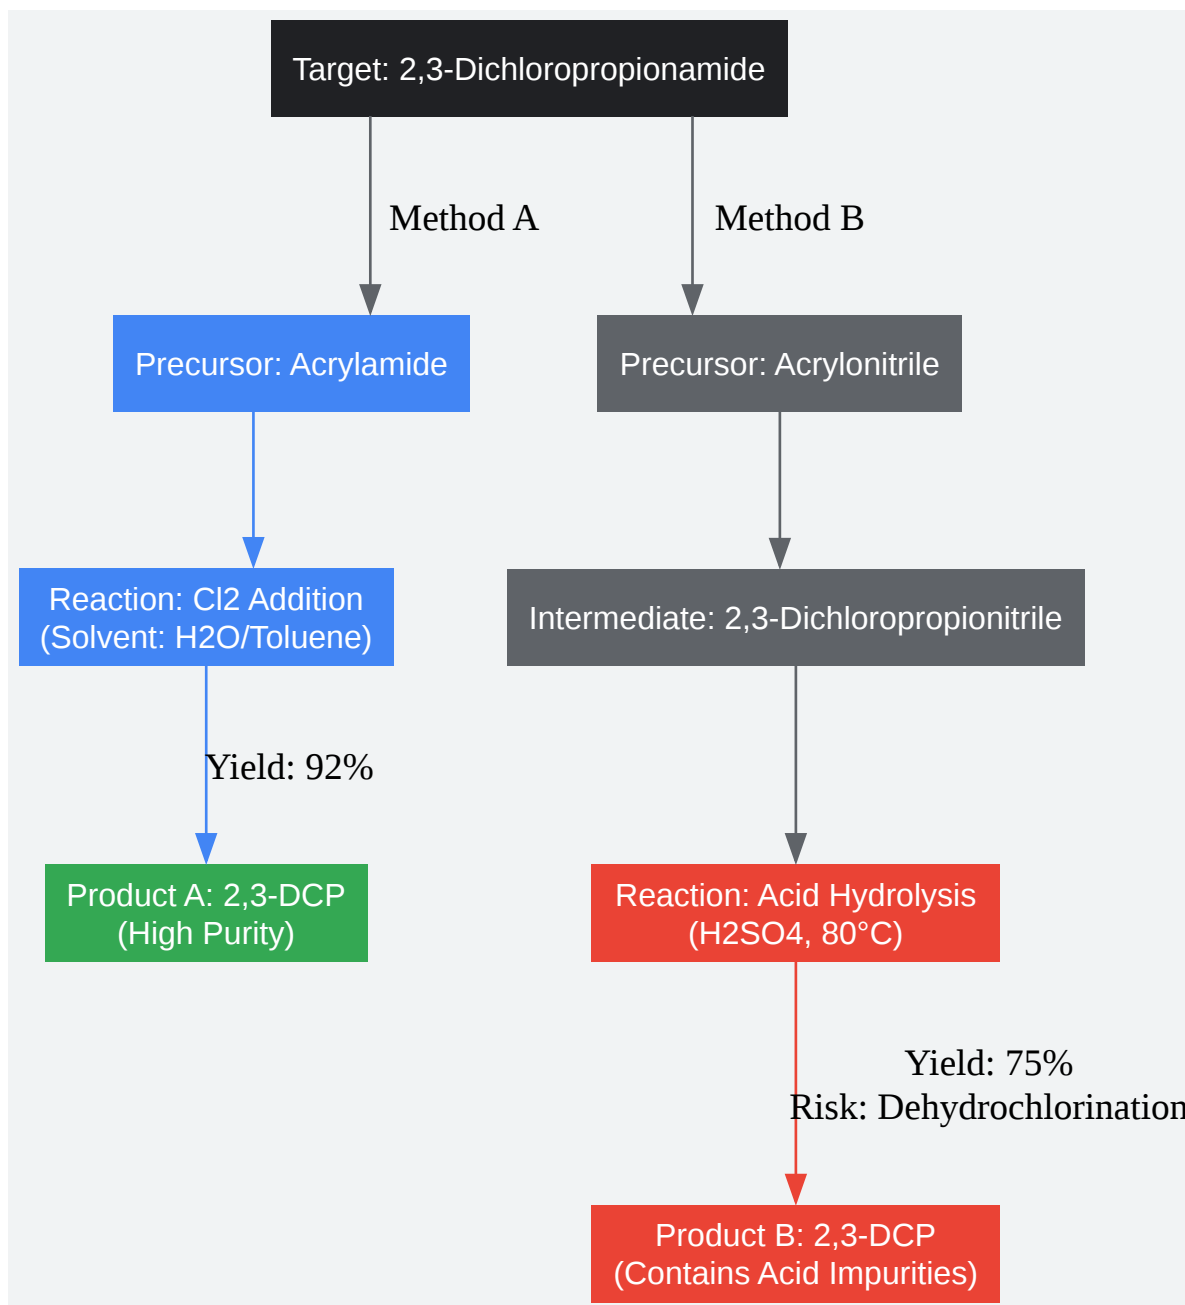 Target: 2,3-Dichloropropionamide
Method A
Method B
Precursor: Acrylamide
Precursor: Acrylonitrile
Reaction: Cl2 Addition
(Solvent: H2O/Toluene)
Intermediate: 2,3-Dichloropropionitrile
Yield: 92%
Product A: 2,3-DCP
(High Purity)
Reaction: Acid Hydrolysis
(H2SO4, 80°C)
Yield: 75%
Risk: Dehydrochlorination
Product B: 2,3-DCP
(Contains Acid Impurities)